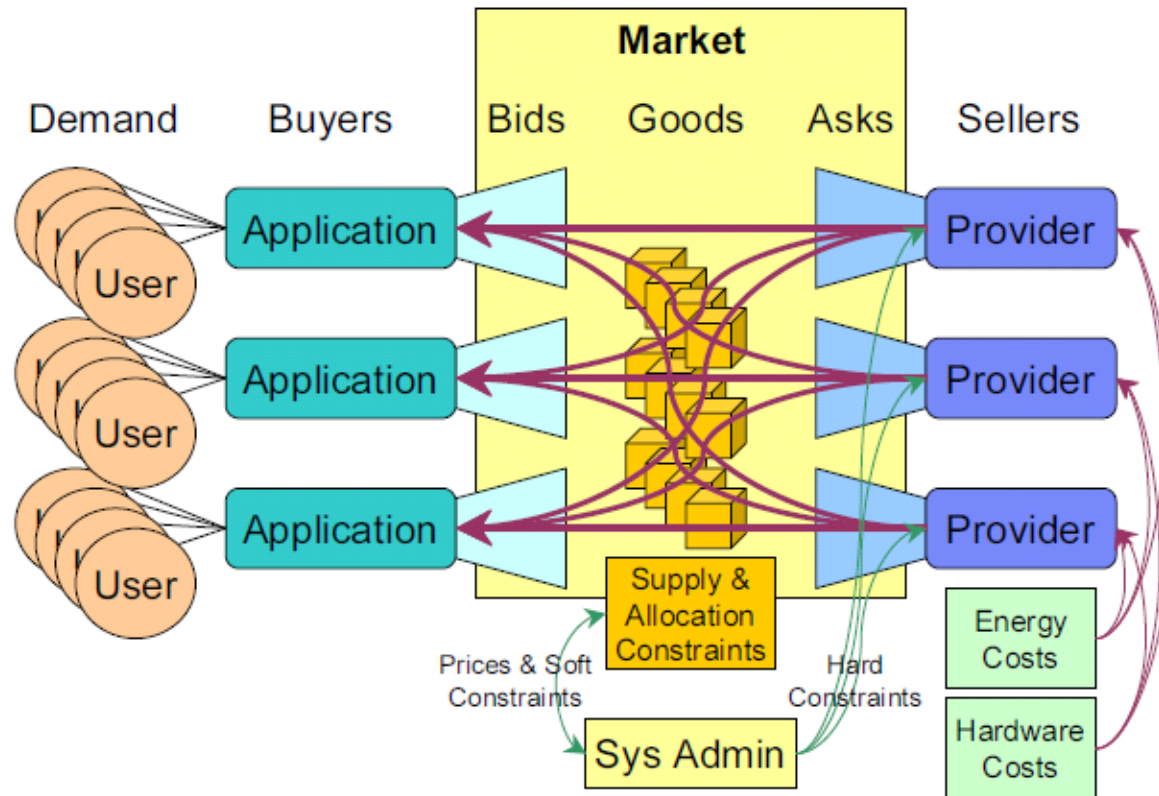 Market
Demand Buyers Bids Goods Asks Sellers
Application Provider
User
Application Provider
User
Application Provider
User
Supply &
Allocation
Constraints
Energy
Costs
Prices & Soft
Constraints
Hard
Constraints
Sys Admin
Hardware
Costs